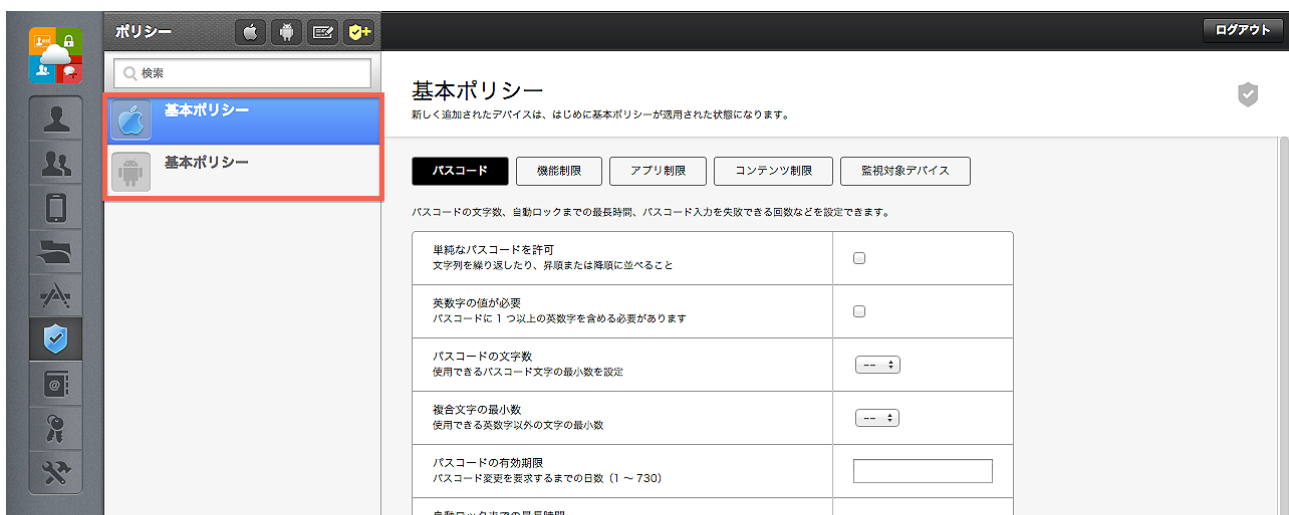 ポリシー
ログアウト
検索
基本ポリシー
基本ポリシー
基本ポリシー
新しく追加されたデバイスは、はじめに基本ポリシーが適用された状態になります。
パスコード
機能制限
アプリ制限
コンテンツ制限
監視対象デバイス
パスコードの文字数、自動ロックまでの最長時間、パスコード入力を失敗できる回数などを設定できます。
単純なパスコードを許可
文字列を繰り返したり、昇順または降順に並べること
英数字の値が必要
パスコードに 1 つ以上の英数字を含める必要があります
パスコードの文字数
使用できるパスコード文字の最小数を設定
--
複合文字の最小数
使用できる英数字以外の文字の最小数
--
パスコードの有効期限
パスコード変更を要求するまでの日数（1 〜 730）
自動ロックまでの最長時間